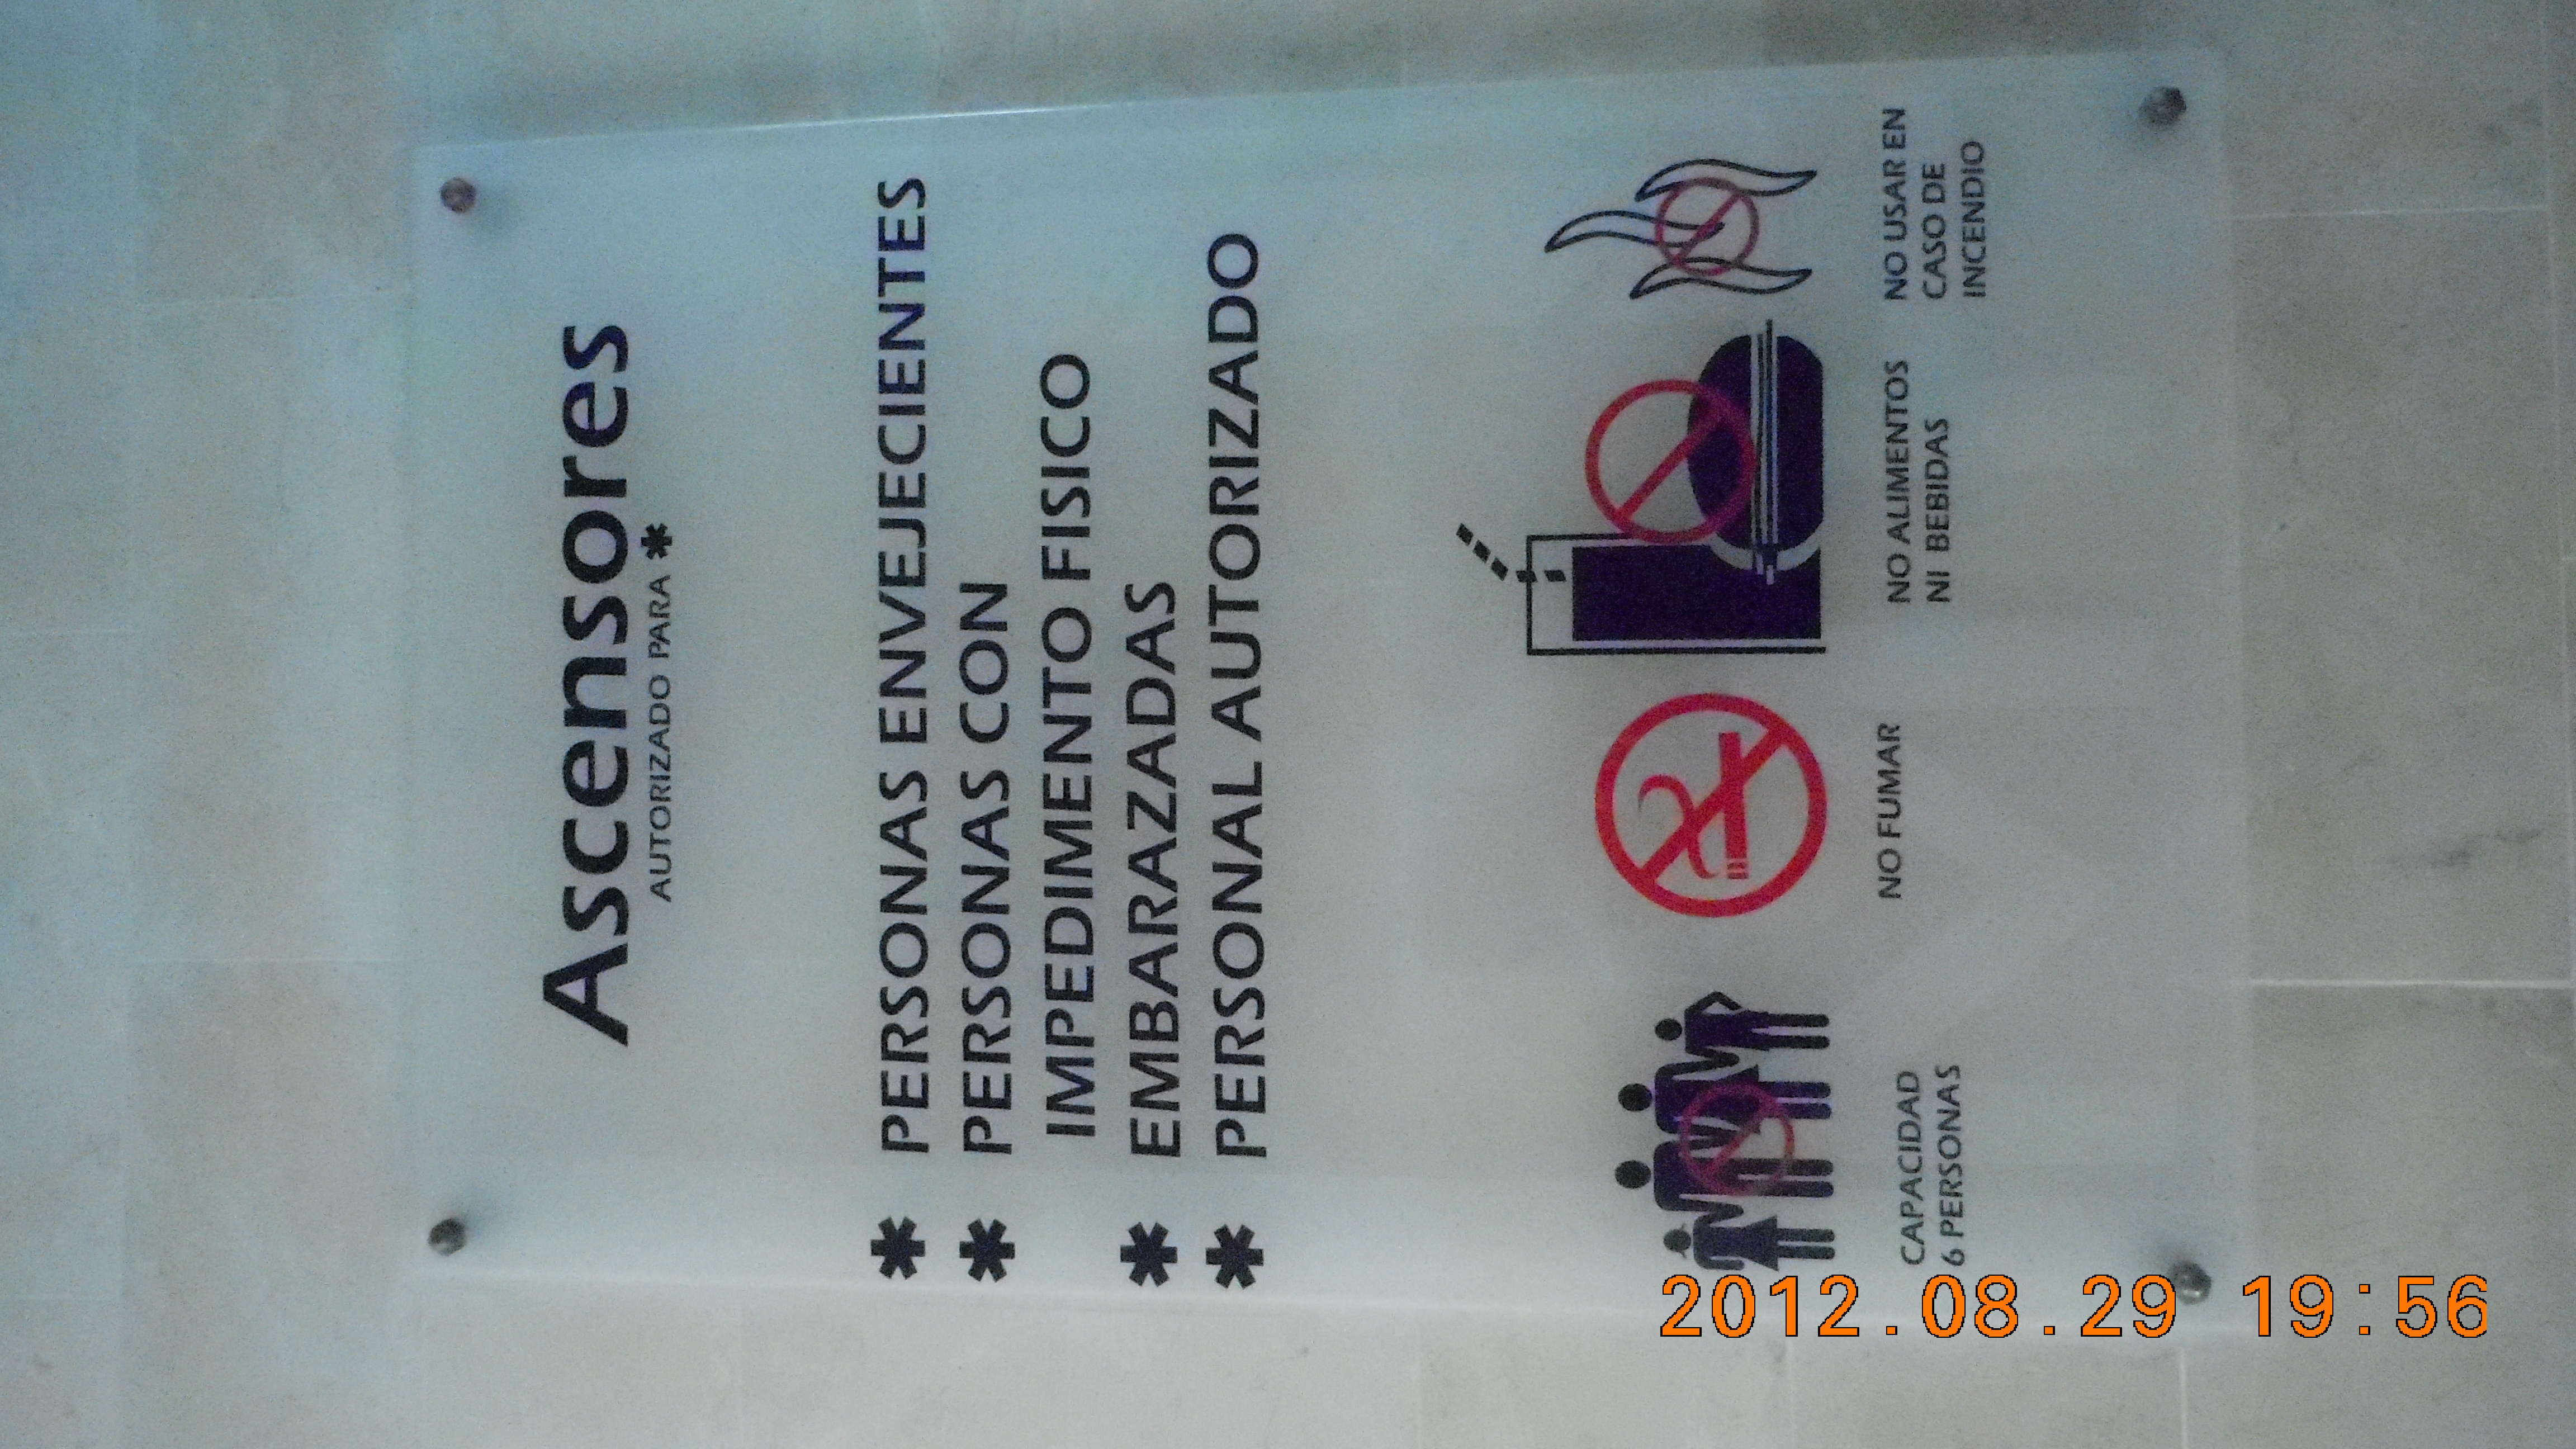 Ascensores
AUTORIZADO PARA *
* PERSONAS ENVEJECIENTES
* PERSONAS CON
IMPEDIMENTO FISICO
* EMBARAZADAS
* PERSONAL AUTORIZADO
CAPACIDAD
6 PERSONAS
NO FUMAR
NO ALIMENTOS
NI BEBIDAS
NO USAR EN
CASO DE
INCENDIO
2012.08.29 19:56